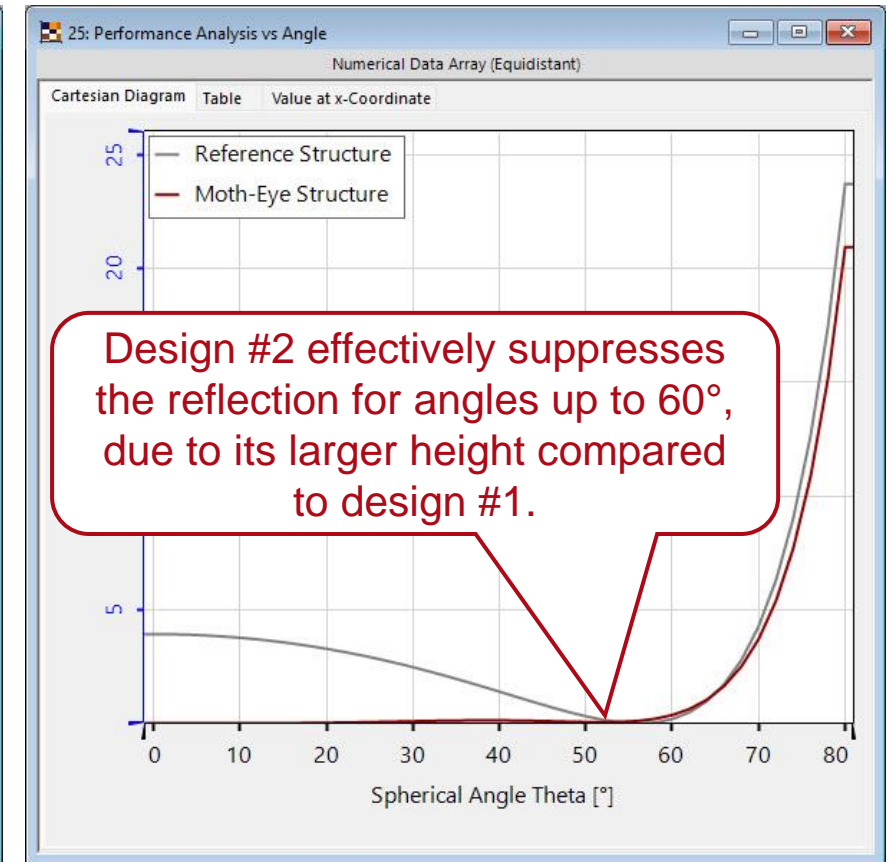 25: Performance Analysis vs Angle
Numerical Data Array (Equidistant)
Cartesian Diagram Table Value at x-Coordinate
25
Reference Structure
Moth-Eye Structure
20
Design #2 effectively suppresses
the reflection for angles up to 60°,
due to its larger height compared
to design #1.
5
0 10 20 30 40 50 60 70 80
Spherical Angle Theta [°]